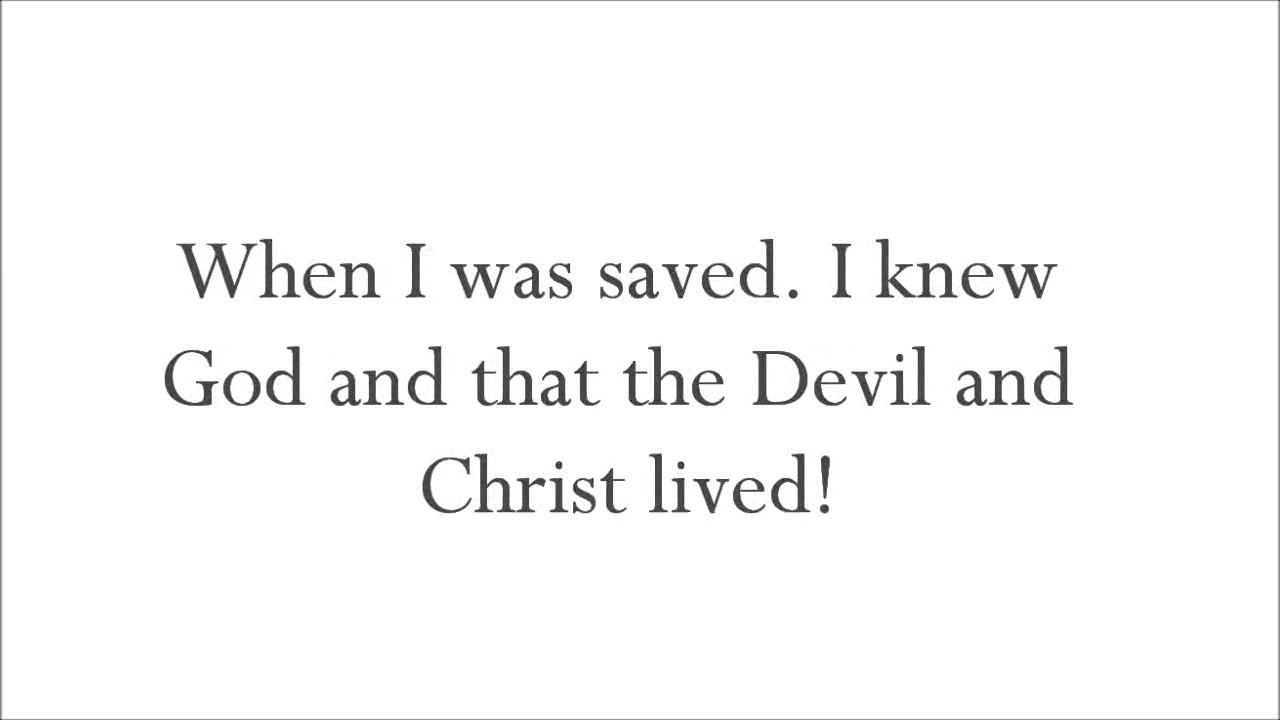 When I was saved. I knew
God and that the Devil and
Christ lived!